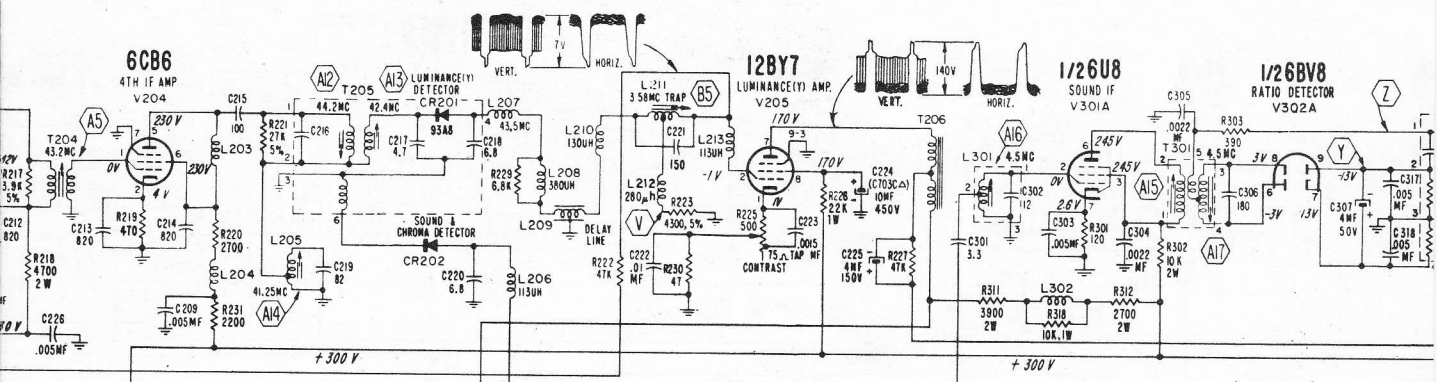 6CB6
4TH IF AMP
V204
230 V
A5
T204
43.2MC
0V
4 V
230V
R217
3.9K
5%
C212
820
R218
4700
2W
C226
.005MF
C213
820
R219
470
C214
820
C215
100
L203
R220
2700
L204
C209
.005MF
R231
2200
A12
A13
LUMINANCE(Y)
DETECTOR
T205
44.2MC
42.4MC
CR201
93A8
R221
27K
5%
C216
C217
4.7
C218
6.8
L205
41.25MC
A14
C219
82
SOUND &
CHROMA DETECTOR
CR202
C220
6.8
L206
113UH
L207
43.5MC
R229
6.8K
L208
380UH
L209
DELAY
LINE
L210
130UH
VERT.
7V
HORIZ.
L211
3.58MC TRAP
B5
C221
150
L213
113UH
-1V
L212
280µh
V
R223
4300, 5%
R222
47K
C222
.01
MF
R230
47
R225
500
75Ω TAP
CONTRAST
C223
.0015
MF
12BY7
LUMINANCE(Y) AMP.
V205
170 V
9-3
170V
1V
R226
22K
1W
C224
(C703C△)
10MF
450V
C225
4MF
150V
R227
47K
VERT.
140V
HORIZ.
T206
1/26U8
SOUND IF
V301A
A16
L301
4.5MC
C302
112
C301
3.3
0V
245V
245V
2.6V
C303
.005MF
R301
120
C304
.0022
MF
R302
10K
2W
R311
3900
2W
L302
R318
10K,1W
R312
2700
2W
1/26BV8
RATIO DETECTOR
V302A
C305
.0022
MF
R303
390
Z
T301
4.5MC
A15
A17
C306
180
3V
-3V
-13V
-13V
Y
C307
4MF
50V
C317
.005
MF
C318
.005
MF
+300 V
+300 V